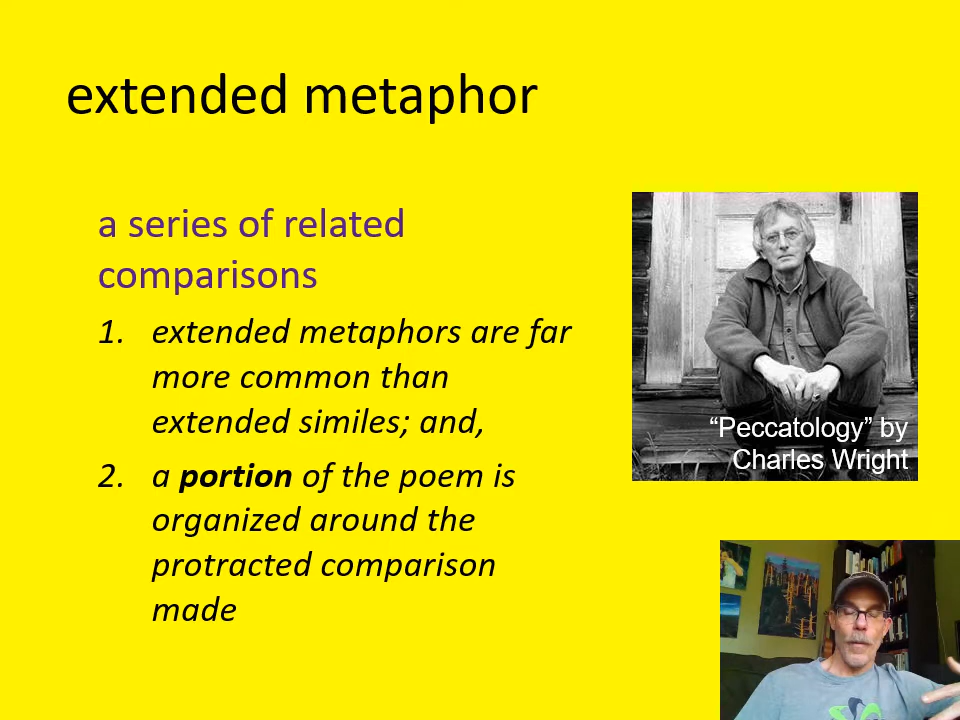 extended metaphor
a series of related
comparisons
1. extended metaphors are far
more common than
extended similes; and,
2. a portion of the poem is
organized around the
protracted comparison
made
“Peccatology” by
Charles Wright